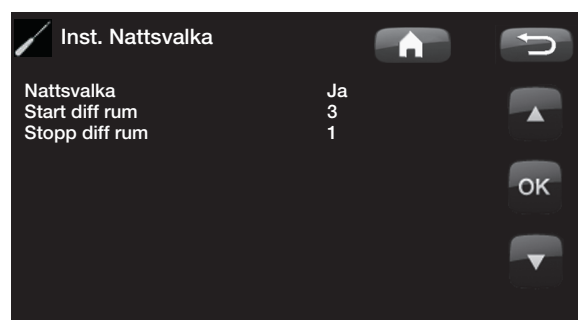 Inst. Nattsvalka
Nattsvalka Ja
Start diff rum 3
Stopp diff rum 1
OK